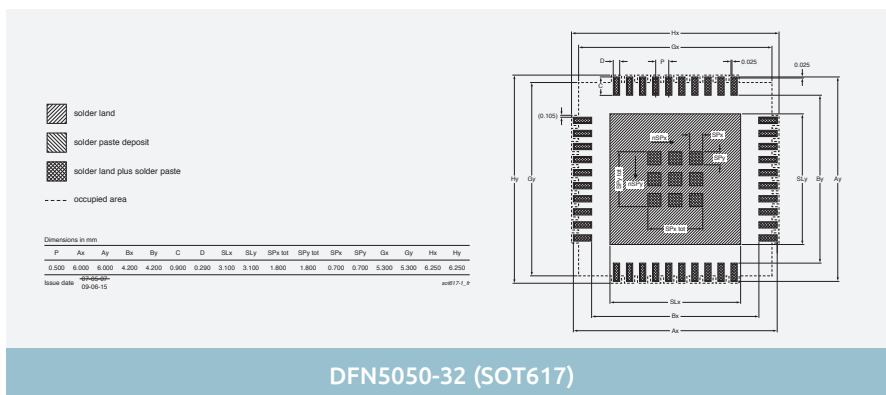 solder land
solder paste deposit
solder land plus solder paste
occupied area
Dimensions in mm
P Ax Ay Bx By C D SLx SLy SPx tot SPy tot SPx SPy Gx Gy Hx Hy
0.500 6.000 6.000 4.200 4.200 0.900 0.290 3.100 3.100 1.800 1.800 0.700 0.700 5.300 5.300 6.250 6.250
Issue date 07-05-07
09-06-15
sot617-1_fr
Hx
Gx
D
P
0.025
0.025
C
(0.105)
nSPx
SPx
SPy
SPy tot
nSPy
SPx tot
Hy
Gy
SLy
By
Ay
SLx
Bx
Ax
DFN5050-32 (SOT617)